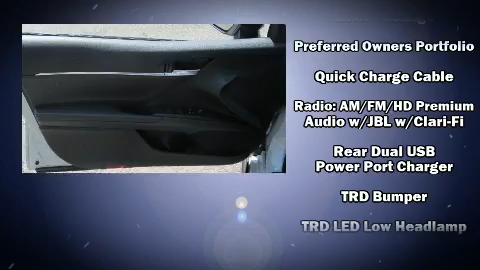 Preferred Owners Portfolio
Quick Charge Cable
Radio: AM/FM/HD Premium
Audio w/JBL w/Clari-Fi
Rear Dual USB
Power Port Charger
TRD Bumper
TRD LED Low Headlamp